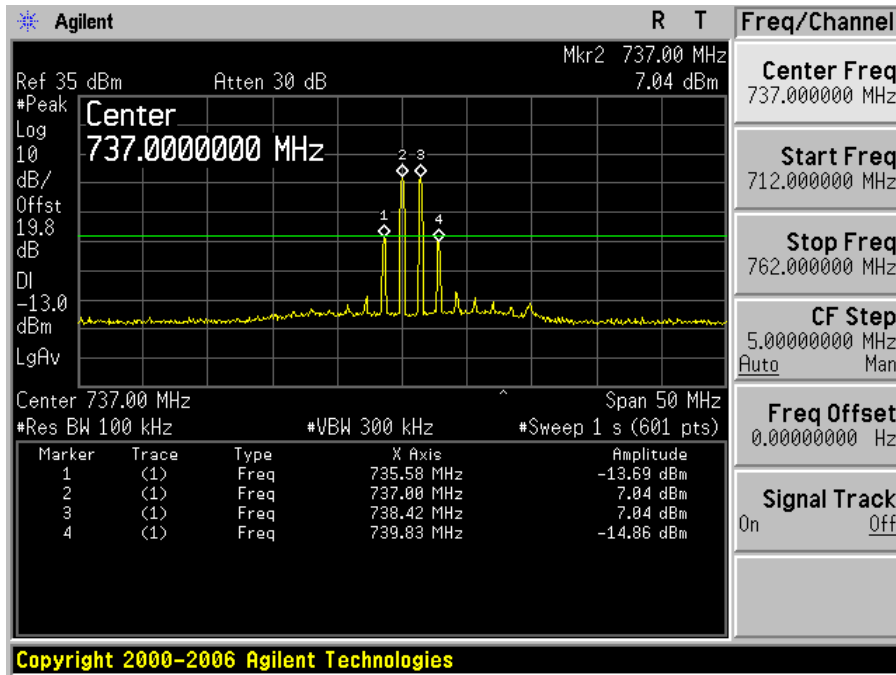 Agilent R T Freq/Channel
Mkr2 737.00 MHz
Ref 35 dBm Atten 30 dB 7.04 dBm
#Peak
Log
10
dB/
Offst
19.8
dB
DI
-13.0
dBm
LgAv
Center
737.0000000 MHz
1
2
3
4
Center 737.00 MHz ^ Span 50 MHz
#Res BW 100 kHz #VBW 300 kHz #Sweep 1 s (601 pts)
Marker Trace Type X Axis Amplitude
1 (1) Freq 735.58 MHz -13.69 dBm
2 (1) Freq 737.00 MHz 7.04 dBm
3 (1) Freq 738.42 MHz 7.04 dBm
4 (1) Freq 739.83 MHz -14.86 dBm
Center Freq
737.000000 MHz
Start Freq
712.000000 MHz
Stop Freq
762.000000 MHz
CF Step
5.00000000 MHz
Auto Man
Freq Offset
0.00000000 Hz
Signal Track
On Off
Copyright 2000-2006 Agilent Technologies